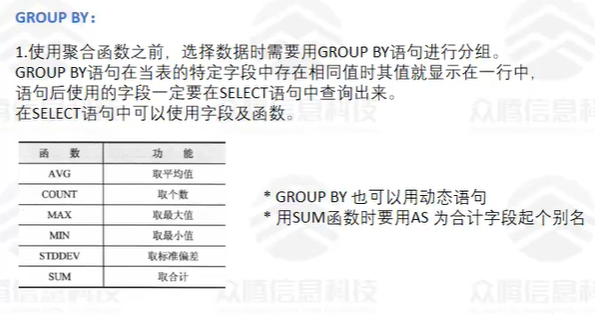 GROUP BY：
1.使用聚合函数之前，选择数据时需要用GROUP BY语句进行分组。
GROUP BY语句在当表的特定字段中存在相同值时其值就显示在一行中，
语句后使用的字段一定要在SELECT语句中查询出来。
在SELECT语句中可以使用字段及函数。
函 数 功 能
AVG 取平均值
COUNT 取个数
MAX 取最大值
MIN 取最小值
STDDEV 取标准偏差
SUM 取合计
* GROUP BY 也可以用动态语句
* 用SUM函数时要用AS 为合计字段起个别名
众腾信息科技
众腾信息科技
众腾信息科技